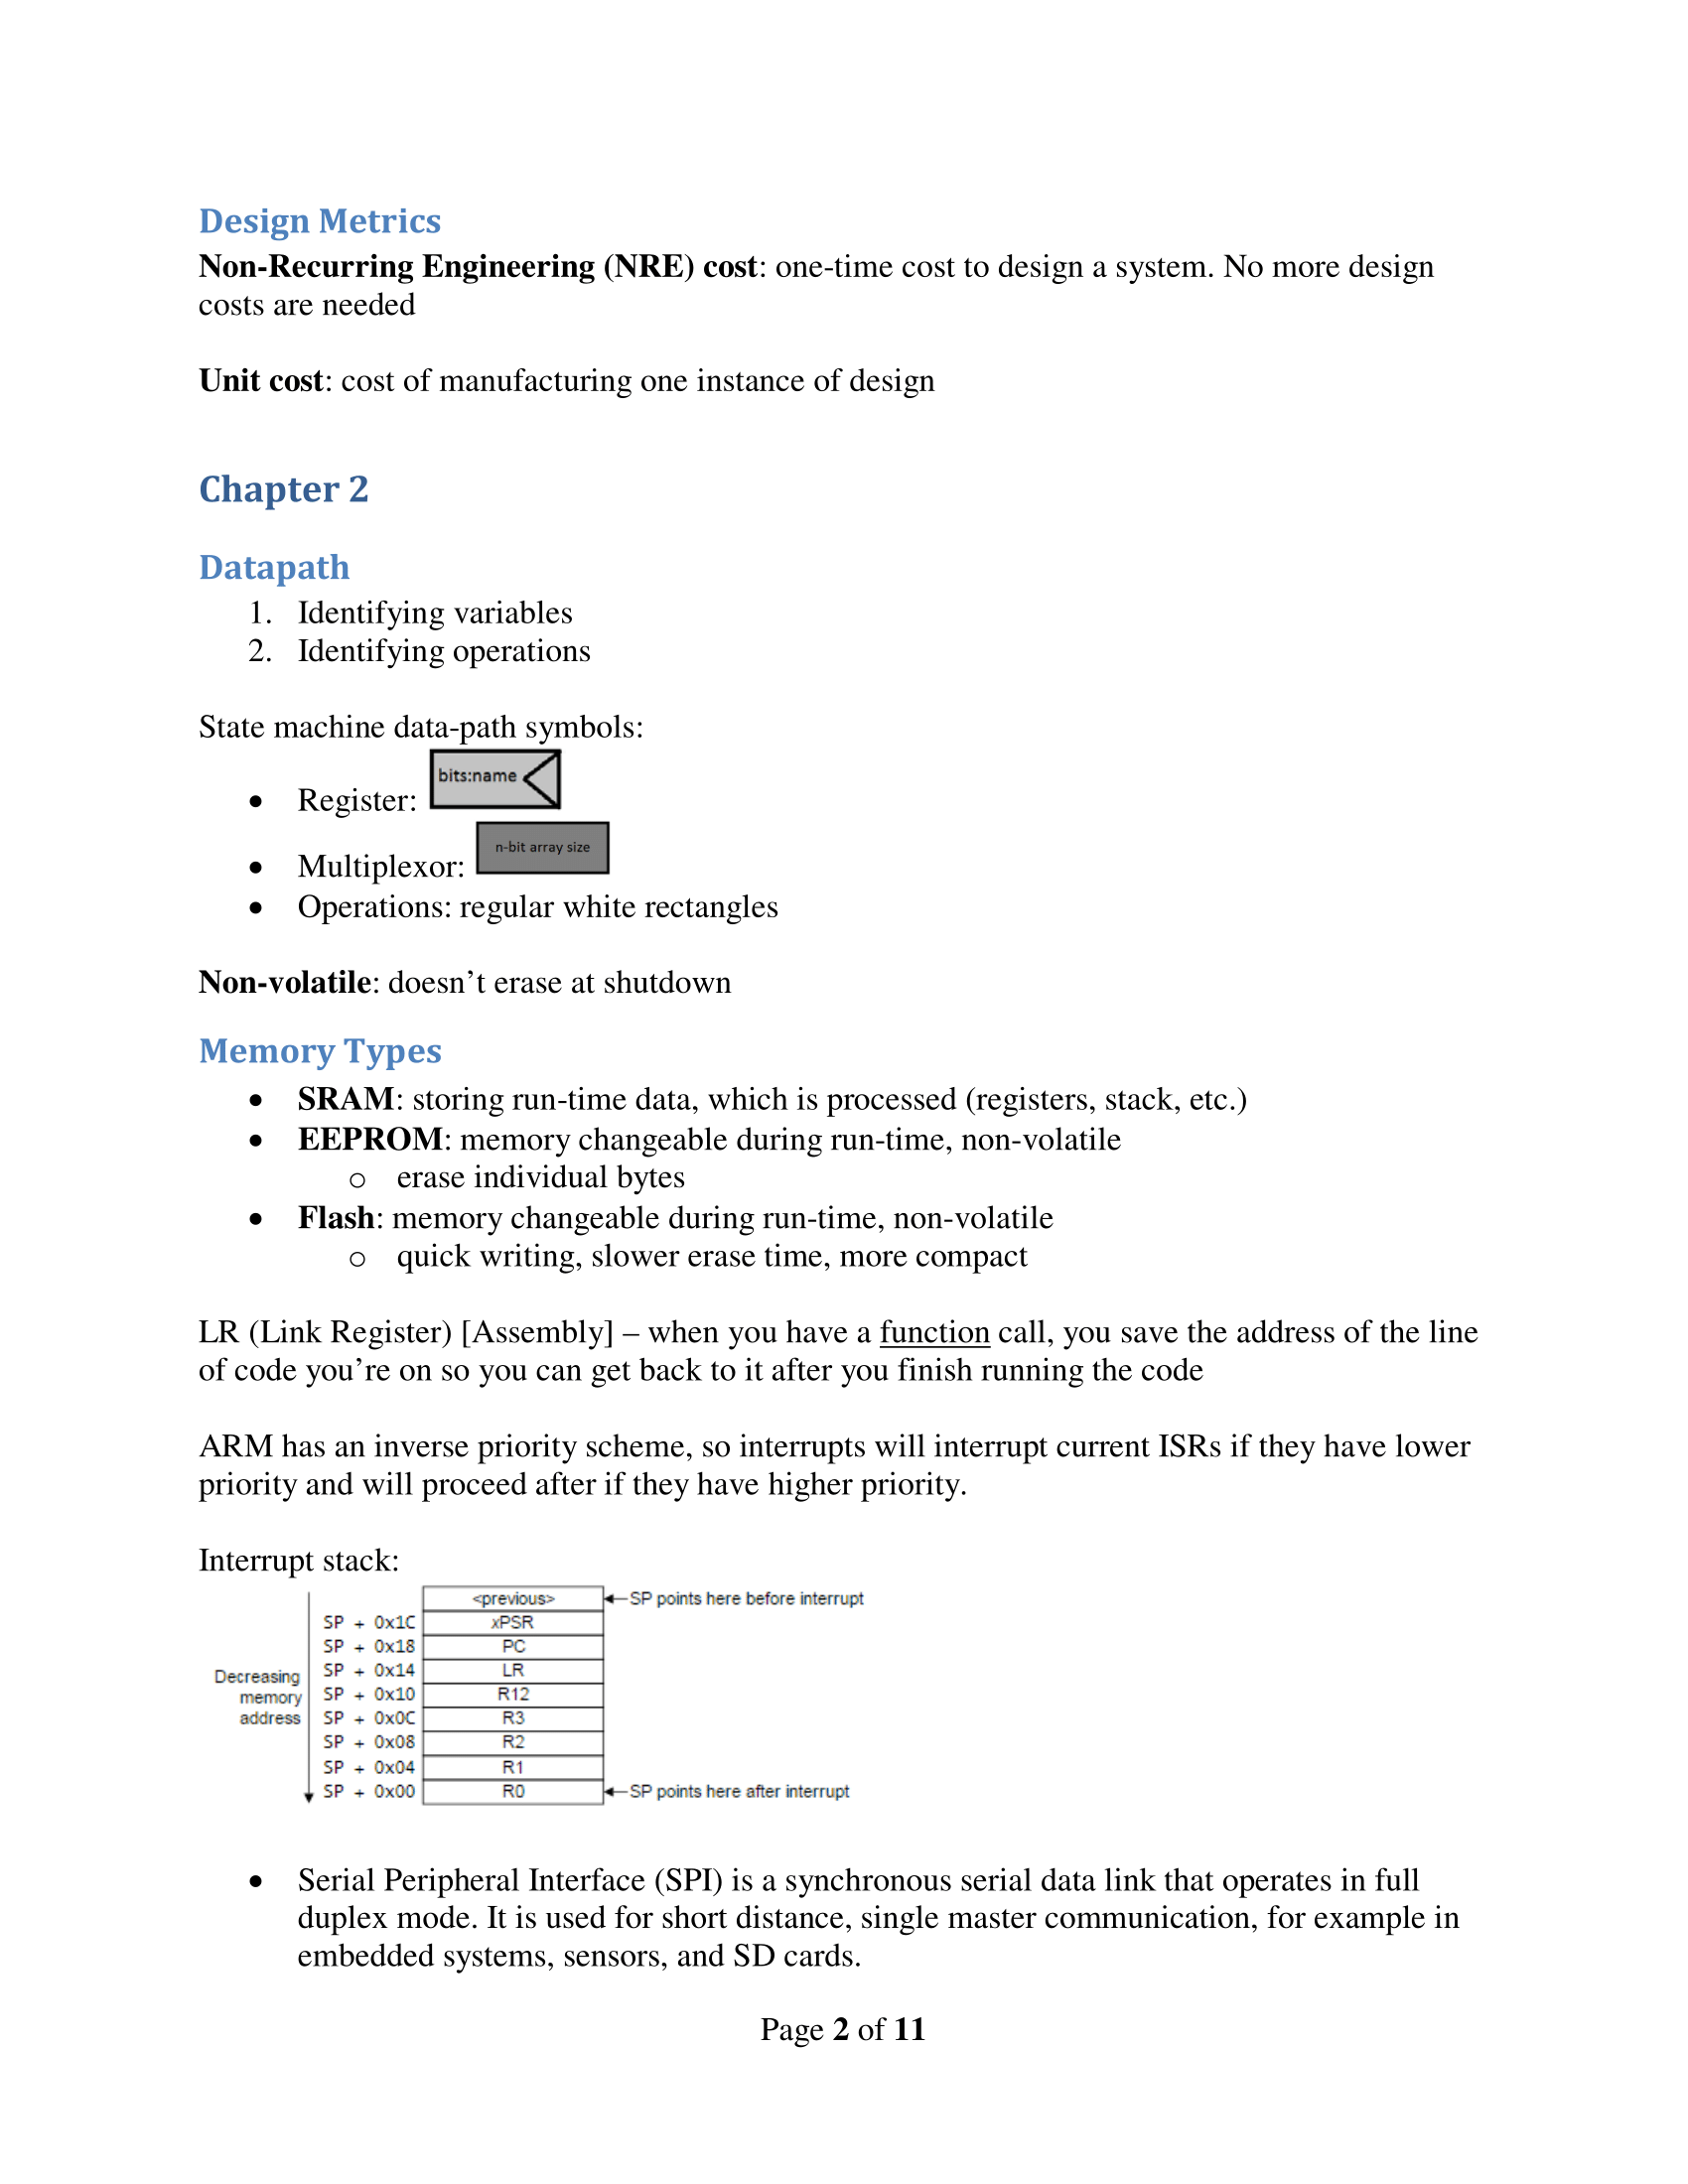 Design Metrics
Non-Recurring Engineering (NRE) cost: one-time cost to design a system. No more design
costs are needed
Unit cost: cost of manufacturing one instance of design
Chapter 2
Datapath
1. Identifying variables
2. Identifying operations
State machine data-path symbols:
• Register: bits:name
• Multiplexor: n-bit array size
• Operations: regular white rectangles
Non-volatile: doesn’t erase at shutdown
Memory Types
• SRAM: storing run-time data, which is processed (registers, stack, etc.)
• EEPROM: memory changeable during run-time, non-volatile
o erase individual bytes
• Flash: memory changeable during run-time, non-volatile
o quick writing, slower erase time, more compact
LR (Link Register) [Assembly] – when you have a function call, you save the address of the line
of code you’re on so you can get back to it after you finish running the code
ARM has an inverse priority scheme, so interrupts will interrupt current ISRs if they have lower
priority and will proceed after if they have higher priority.
Interrupt stack:
<previous> SP points here before interrupt
SP + 0x1C xPSR
SP + 0x18 PC
SP + 0x14 LR
Decreasing
memory
address
SP + 0x10 R12
SP + 0x0C R3
SP + 0x08 R2
SP + 0x04 R1
SP + 0x00 R0 SP points here after interrupt
• Serial Peripheral Interface (SPI) is a synchronous serial data link that operates in full
duplex mode. It is used for short distance, single master communication, for example in
embedded systems, sensors, and SD cards.
Page 2 of 11